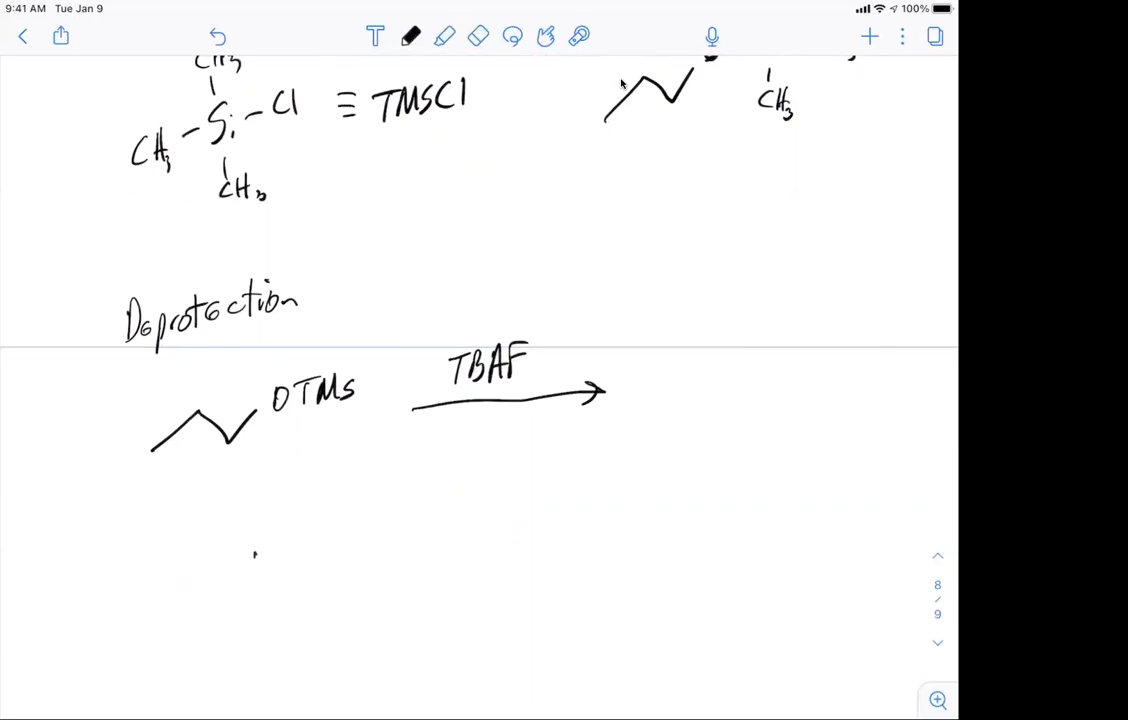 9:41 AM Tue Jan 9
100%
T
CH3
Si
Cl
≡ TMSCl
CH3
CH3
CH3
Deprotection
OTMS
TBAF
8
/
9